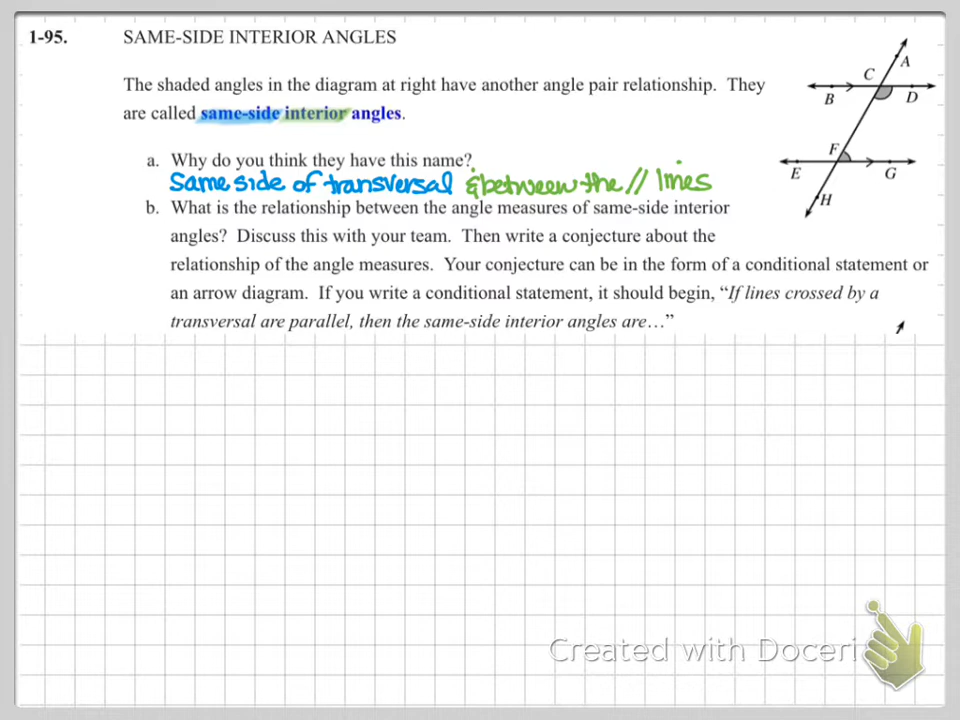 1-95. SAME-SIDE INTERIOR ANGLES
The shaded angles in the diagram at right have another angle pair relationship. They
are called same-side interior angles.
a. Why do you think they have this name?
Same side of transversal & between the // lines
b. What is the relationship between the angle measures of same-side interior
angles? Discuss this with your team. Then write a conjecture about the
relationship of the angle measures. Your conjecture can be in the form of a conditional statement or
an arrow diagram. If you write a conditional statement, it should begin, “If lines crossed by a
transversal are parallel, then the same-side interior angles are…”
A
C
B
D
F
E
G
H
Created with Doceri